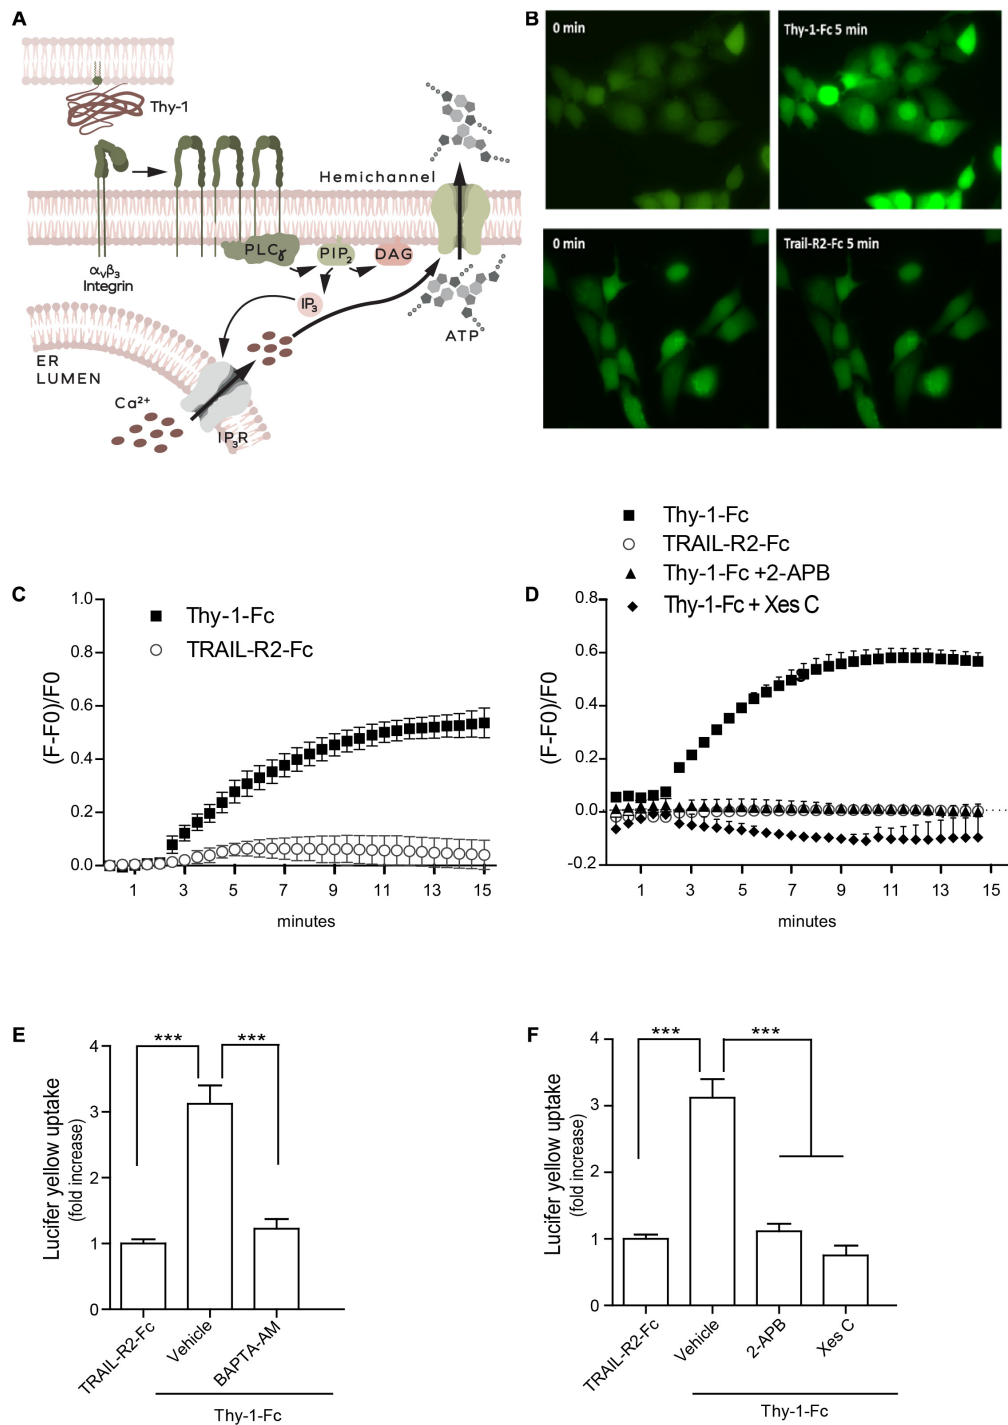 A
Thy-1
Hemichannel
PLCɣ
PIP2
DAG
αvβ3
Integrin
IP3
ATP
ER
LUMEN
Ca2+
IP3R
B
0 min
Thy-1-Fc 5 min
0 min
Trail-R2-Fc 5 min
C
Thy-1-Fc
TRAIL-R2-Fc
(F-F0)/F0
1.0
0.8
0.6
0.4
0.2
0.0
1 3 5 7 9 11 13 15
minutes
Thy-1-Fc
TRAIL-R2-Fc
Thy-1-Fc +2-APB
Thy-1-Fc + Xes C
D
(F-F0)/F0
0.8
0.6
0.4
0.2
0.0
-0.2
1 3 5 7 9 11 13 15
minutes
E
Lucifer yellow uptake
(fold increase)
4
3
2
1
0
*** ***
TRAIL-R2-Fc
Vehicle
BAPTA-AM
Thy-1-Fc
F
Lucifer yellow uptake
(fold increase)
4
3
2
1
0
*** ***
TRAIL-R2-Fc
Vehicle
2-APB
Xes C
Thy-1-Fc